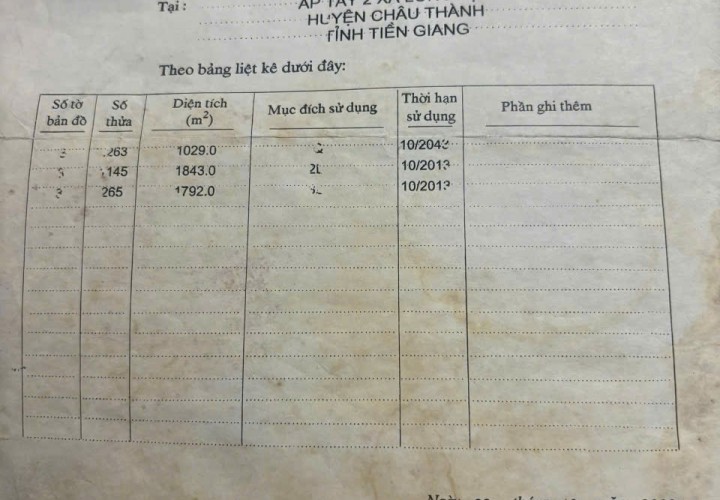 Tại :
HUYỆN CHÂU THÀNH
TỈNH TIỀN GIANG
Theo bảng liệt kê dưới đây:
Số tờ bản đồ Số thửa Diện tích (m²) Mục đích sử dụng Thời hạn sử dụng Phần ghi thêm
263 1029.0
145 1843.0 10/2013
265 1792.0 10/2013